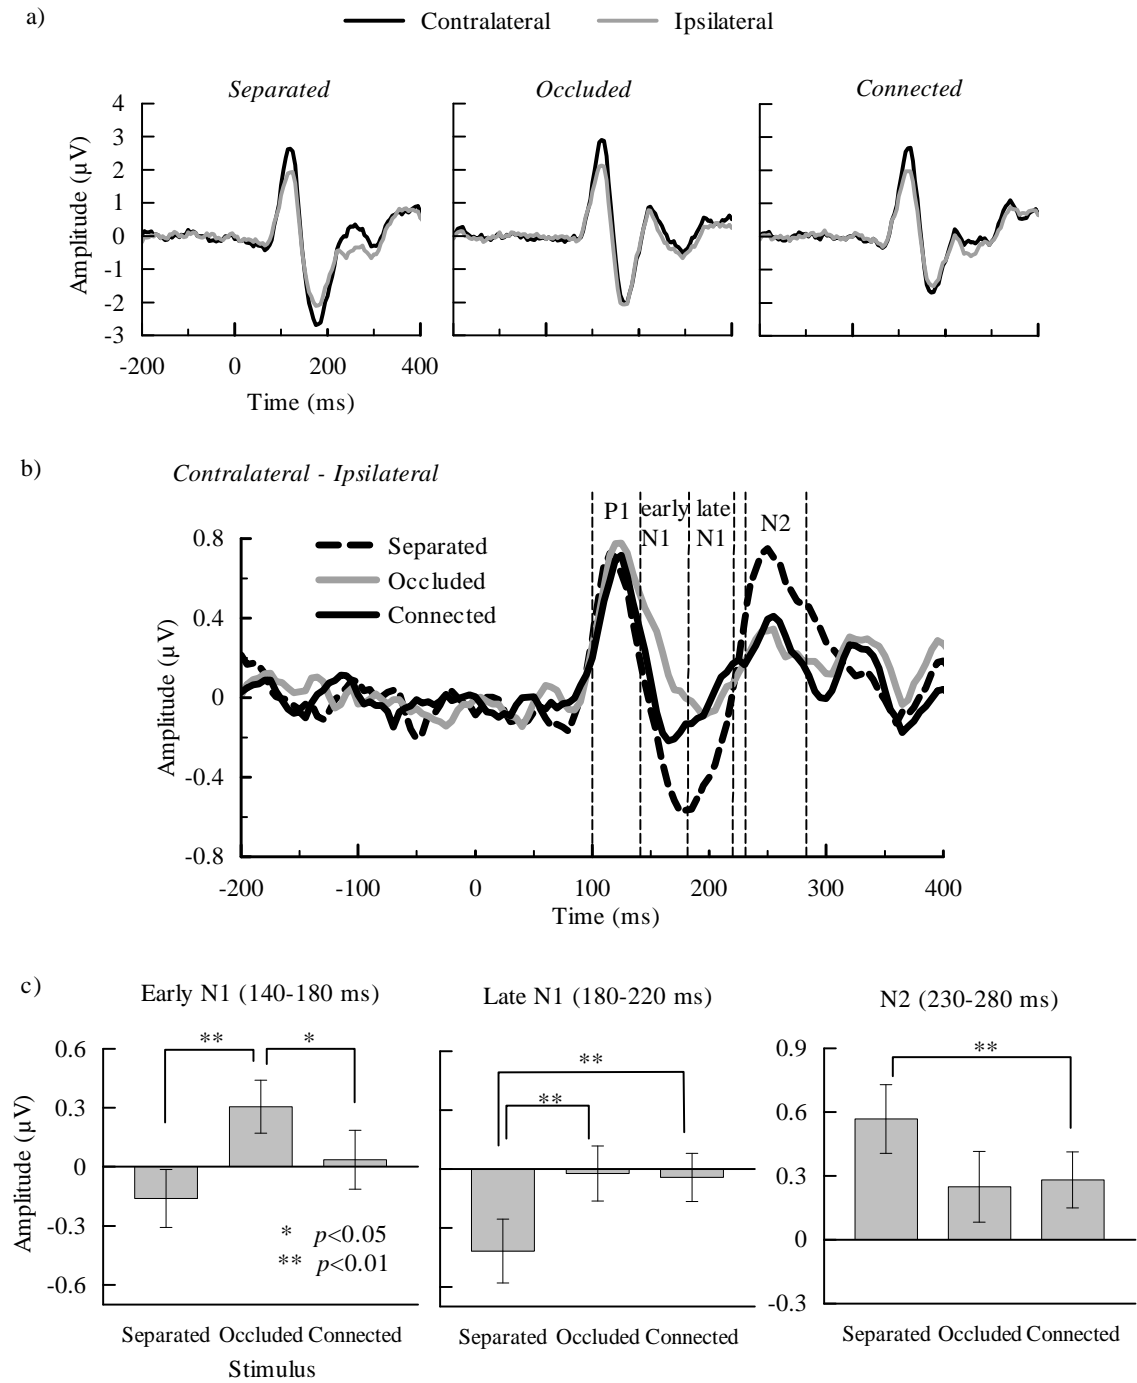 a)
Contralateral
Ipsilateral
Separated
Occluded
Connected
4
3
2
1
0
-1
-2
-3
Amplitude (µV)
-200
0
200
400
Time (ms)
b)
Contralateral - Ipsilateral
P1
early
N1
late
N1
N2
Separated
Occluded
Connected
0.8
0.4
0
-0.4
-0.8
Amplitude (µV)
-200
-100
0
100
200
300
400
Time (ms)
c)
Early N1 (140-180 ms)
Late N1 (180-220 ms)
N2 (230-280 ms)
0.6
0.3
0
-0.3
-0.6
Amplitude (µV)
**
*
* p<0.05
** p<0.01
Separated Occluded Connected
Stimulus
**
**
Separated Occluded Connected
0.9
0.6
0.3
0
-0.3
**
Separated Occluded Connected